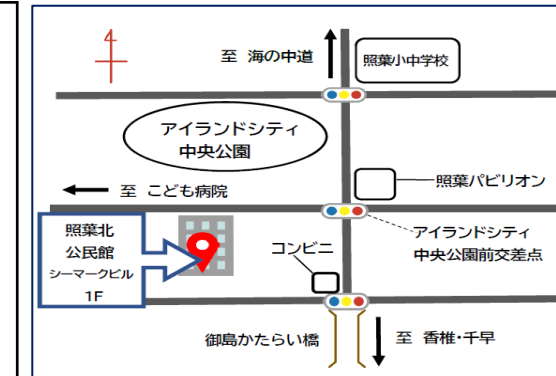 至 海の中道
照葉小中学校
アイランドシティ
中央公園
照葉パビリオン
至 こども病院
アイランドシティ
中央公園前交差点
照葉北
公民館
シーマークビル
1F
コンビニ
御島かたらい橋
至 香椎・千早